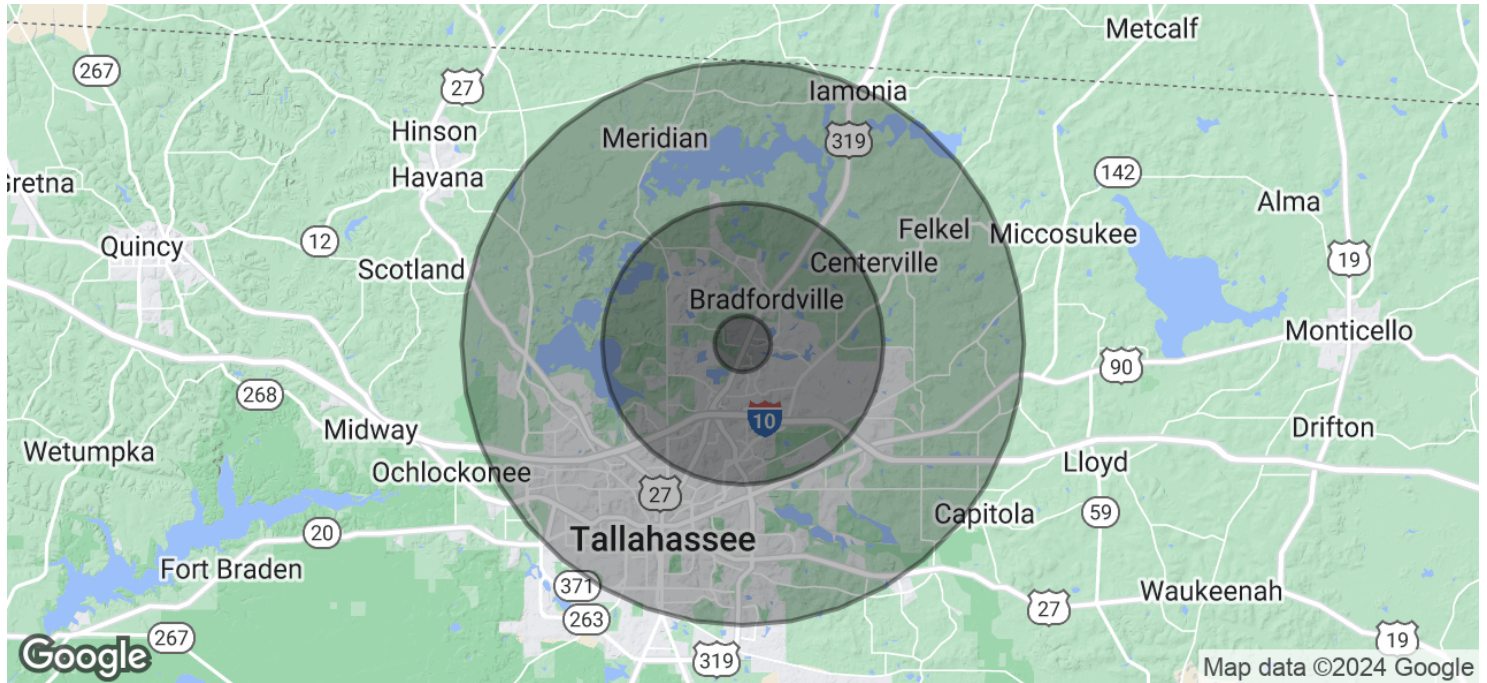 Metcalf
267
27
Iamonia
Hinson
Meridian
319
Havana
142
Gretna
Alma
Quincy
12
Felkel
Miccosukee
19
Scotland
Centerville
Bradfordville
Monticello
90
268
10
Midway
Drifton
Wetumpka
Ochlockonee
Lloyd
27
Capitola
59
20
Tallahassee
Fort Braden
371
Waukeenah
27
263
267
19
Google
319
Map data ©2024 Google